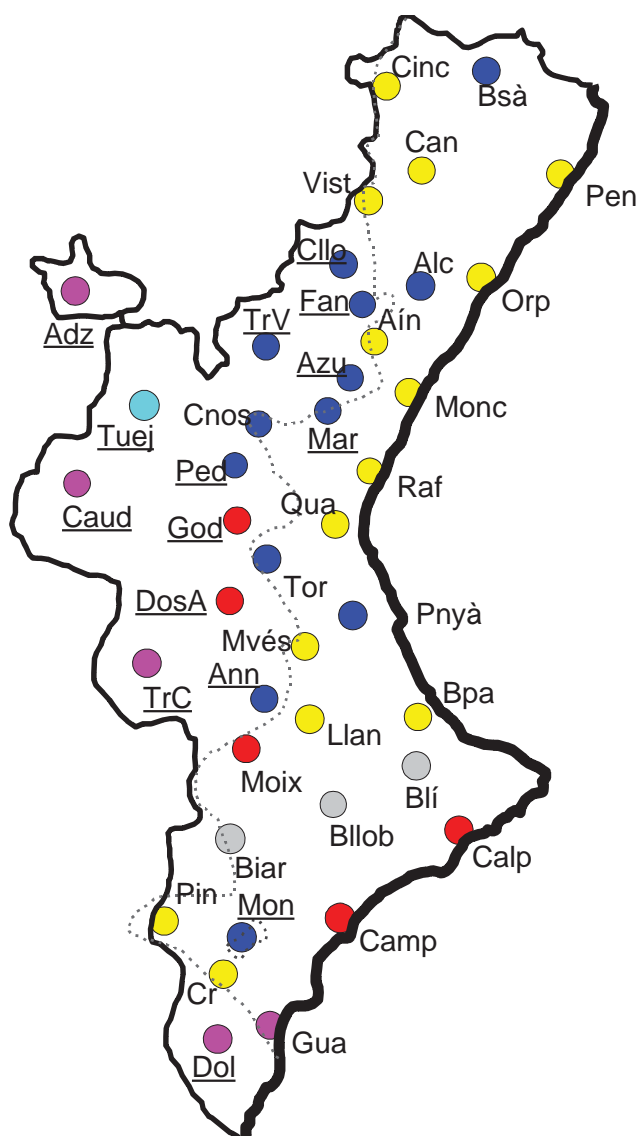 Cinc
Bsà
Can
Vist
Pen
Cllo
Alc
Fan
Orp
Adz
TrV
Aín
Azu
Monc
Cnos
Tuej
Mar
Ped
Raf
Caud
Qua
God
Tor
DosA
Pnyà
Mvés
Ann
TrC
Bpa
Llan
Moix
Blí
Bllob
Calp
Biar
Pin
Mon
Camp
Cr
Gua
Dol